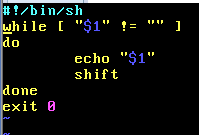 #!/bin/sh
while [ "$1" != "" ]
do
        echo "$1"
        shift
done
exit 0
~
~